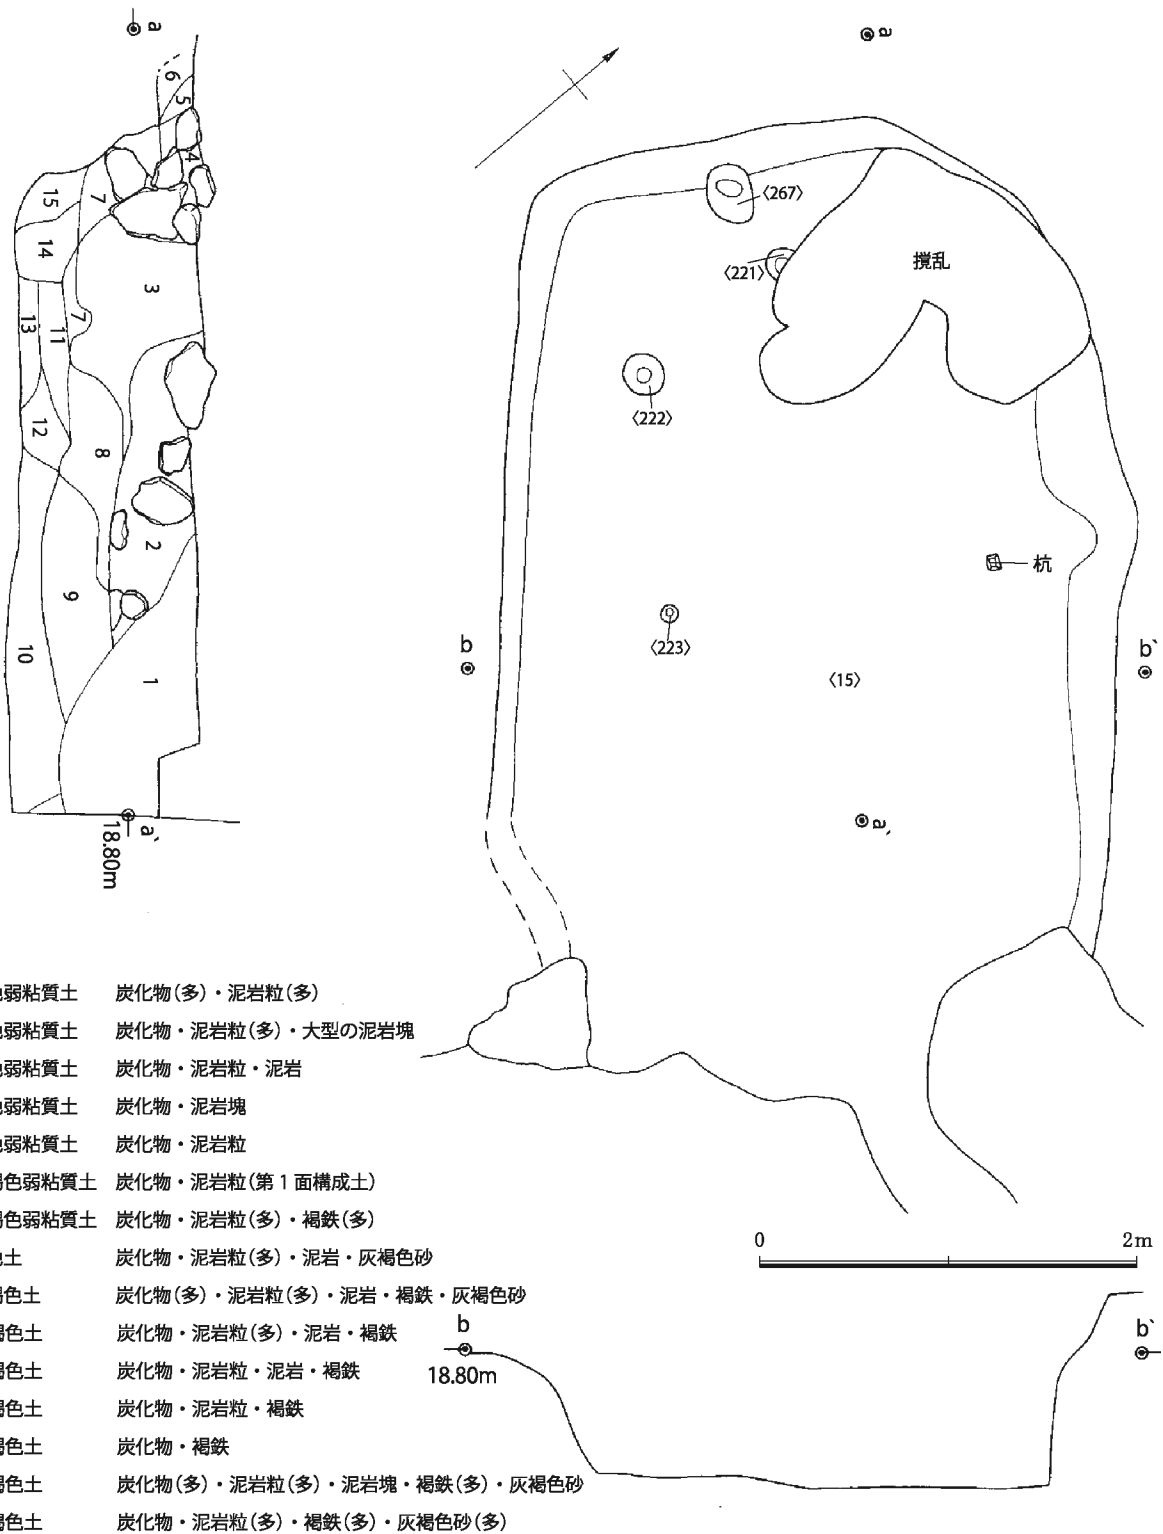 a
6
5
4
7
15
14
3
7
13
11
12
8
2
9
10
1
a`
18.80m
a
〈267〉
〈221〉
撹乱
〈222〉
杭
〈223〉
b
b`
〈15〉
a`
弱粘質土 炭化物(多)・泥岩粒(多)
弱粘質土 炭化物・泥岩粒(多)・大型の泥岩塊
弱粘質土 炭化物・泥岩粒・泥岩
弱粘質土 炭化物・泥岩塊
弱粘質土 炭化物・泥岩粒
色弱粘質土 炭化物・泥岩粒(第1面構成土)
色弱粘質土 炭化物・泥岩粒(多)・褐鉄(多)
土 炭化物・泥岩粒(多)・泥岩・灰褐色砂
色土 炭化物(多)・泥岩粒(多)・泥岩・褐鉄・灰褐色砂
色土 炭化物・泥岩粒(多)・泥岩・褐鉄
色土 炭化物・泥岩粒・泥岩・褐鉄
色土 炭化物・泥岩粒・褐鉄
色土 炭化物・褐鉄
色土 炭化物(多)・泥岩粒(多)・泥岩塊・褐鉄(多)・灰褐色砂
色土 炭化物・泥岩粒(多)・褐鉄(多)・灰褐色砂(多)
0 2m
b
b`
18.80m